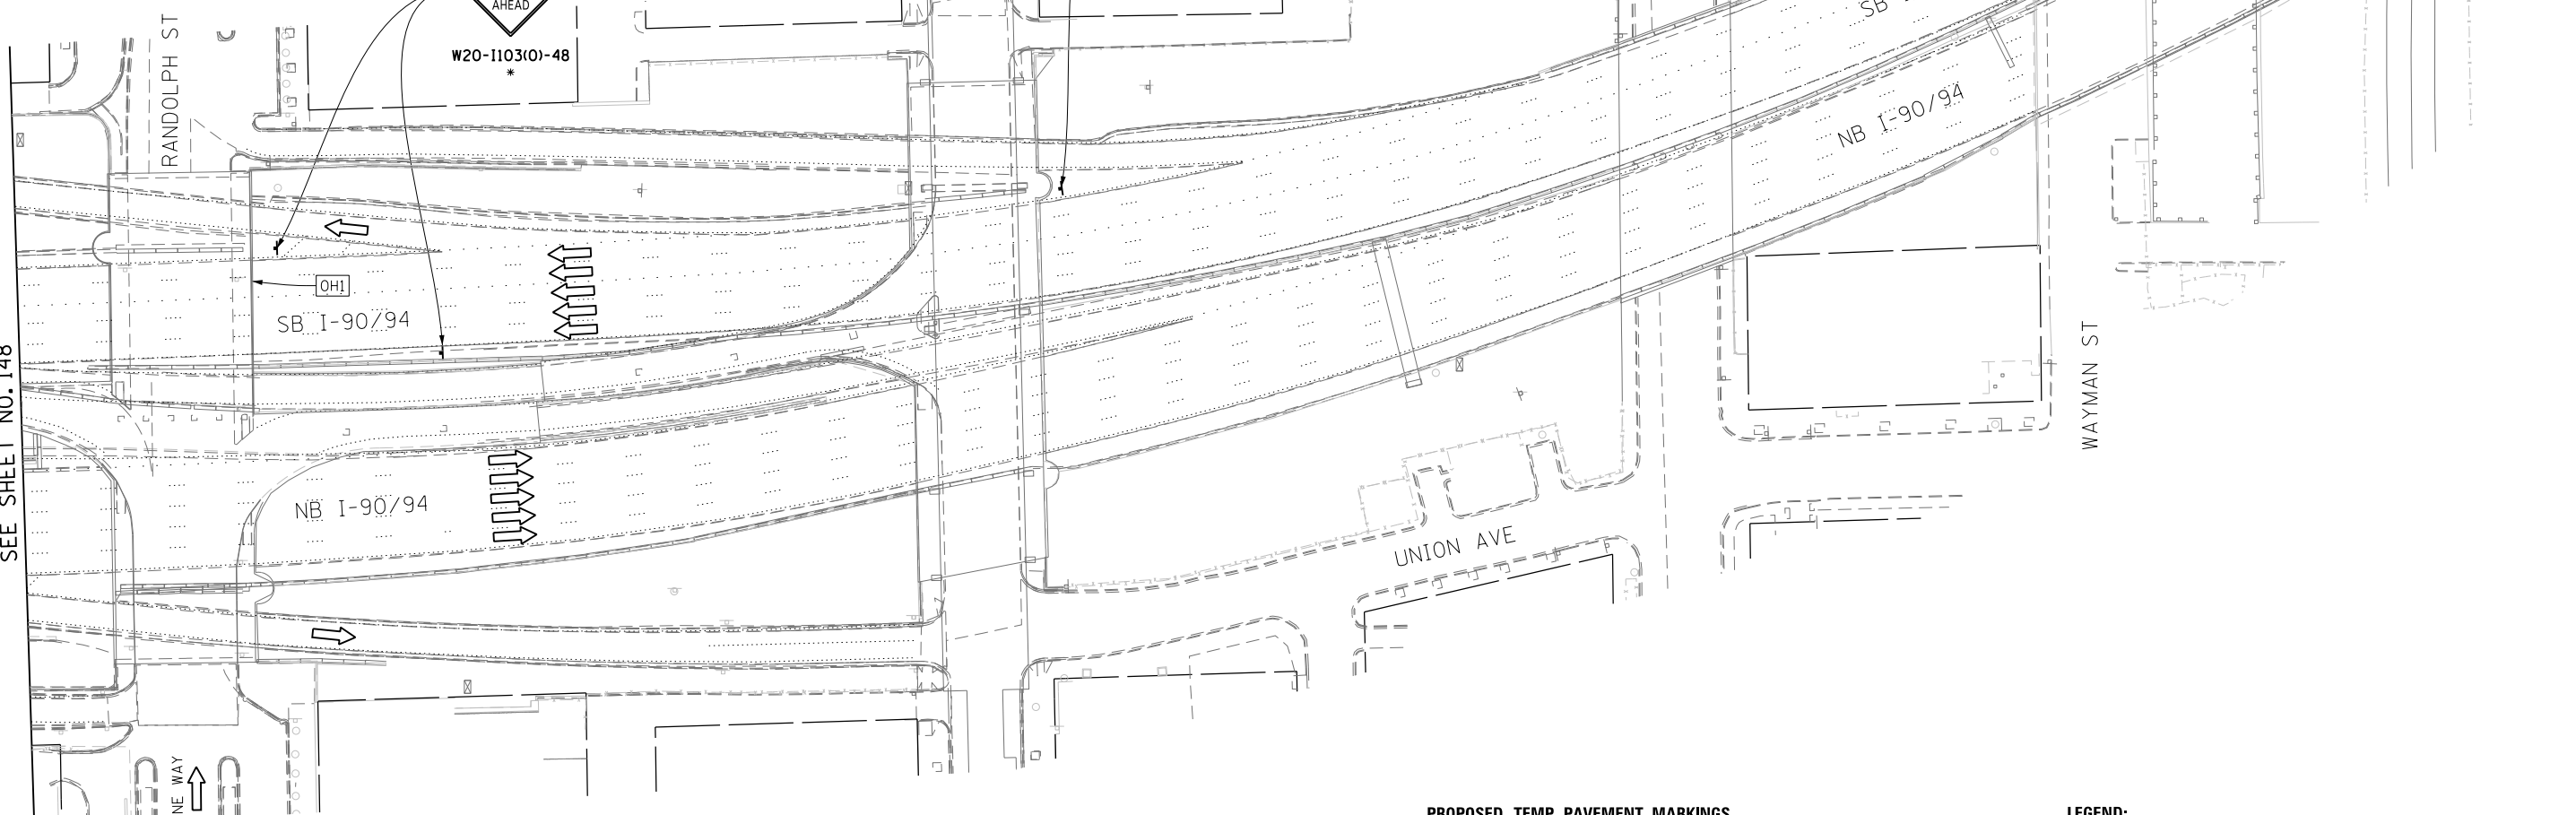 AHEAD
W20-I103(O)-48
*
RANDOLPH ST
SB
NB I-90/94
OH1
SB I-90/94
SEE SHEET NO. 148
WAYMAN ST
NB I-90/94
UNION AVE
NE WAY
PROPOSED TEMP PAVEMENT MARKINGS
LEGEND: